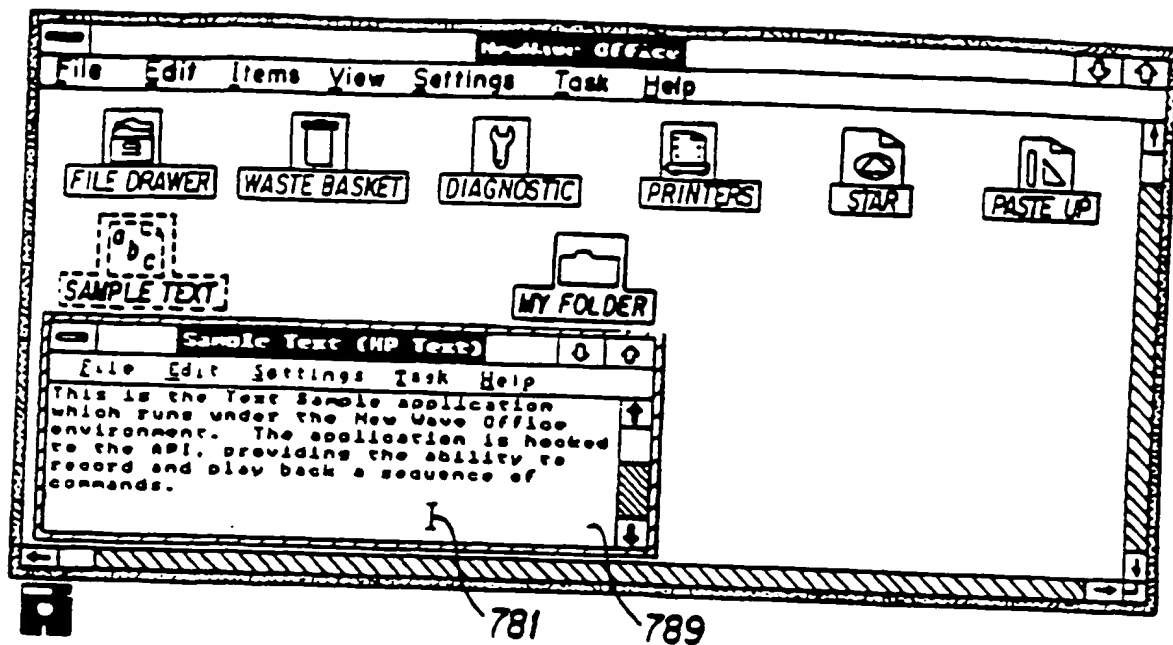 NewWave Office
File Edit Items View Settings Task Help
FILE DRAWER WASTE BASKET DIAGNOSTIC PRINTERS STAR PASTE UP
abc
SAMPLE TEXT MY FOLDER
Sample Text (HP Text)
File Edit Settings Task Help
This is the Text Sample application
which runs under the New Wave Office
environment. The application is hooked
to the API, providing the ability to
record and play back a sequence of
commands.
781 789